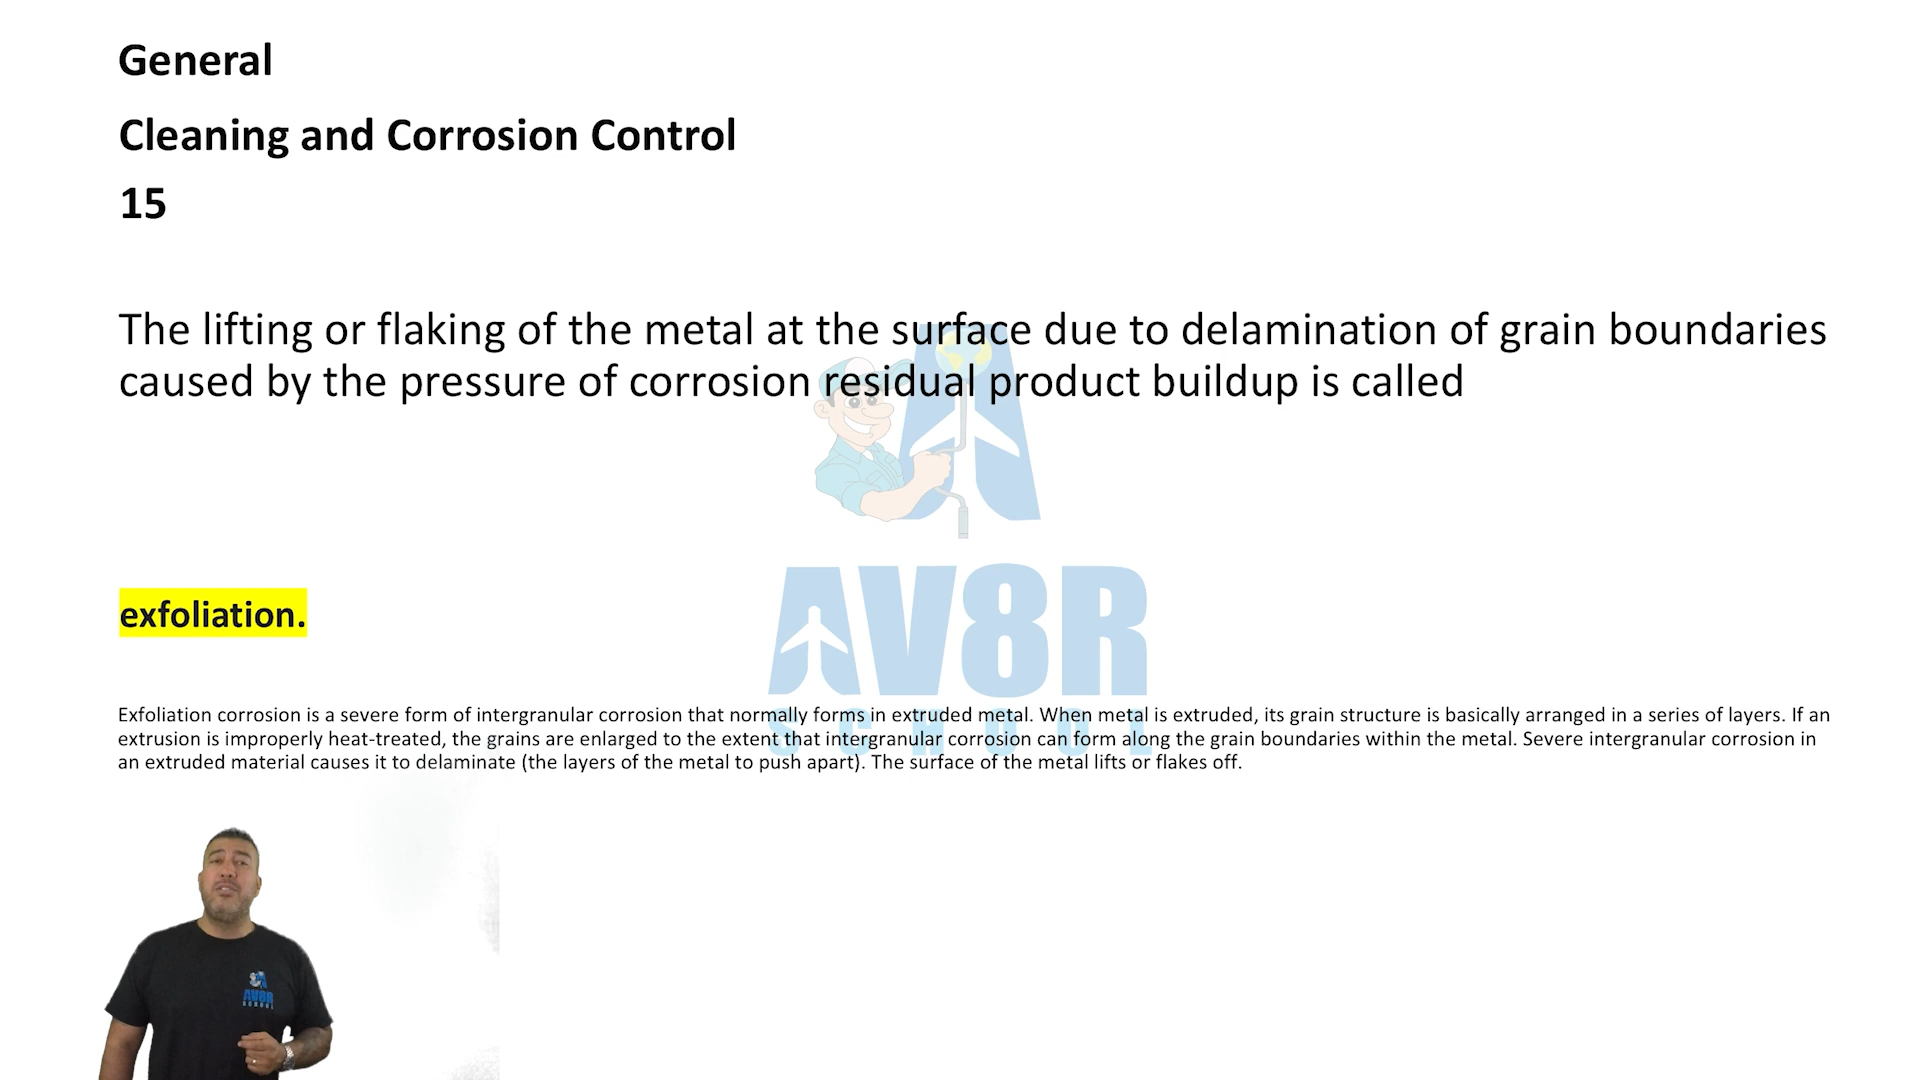 General
Cleaning and Corrosion Control
15
The lifting or flaking of the metal at the surface due to delamination of grain boundaries
caused by the pressure of corrosion residual product buildup is called
exfoliation.
AV8R
SCHOOL
Exfoliation corrosion is a severe form of intergranular corrosion that normally forms in extruded metal. When metal is extruded, its grain structure is basically arranged in a series of layers. If an
extrusion is improperly heat-treated, the grains are enlarged to the extent that intergranular corrosion can form along the grain boundaries within the metal. Severe intergranular corrosion in
an extruded material causes it to delaminate (the layers of the metal to push apart). The surface of the metal lifts or flakes off.
AV8R
SCHOOL